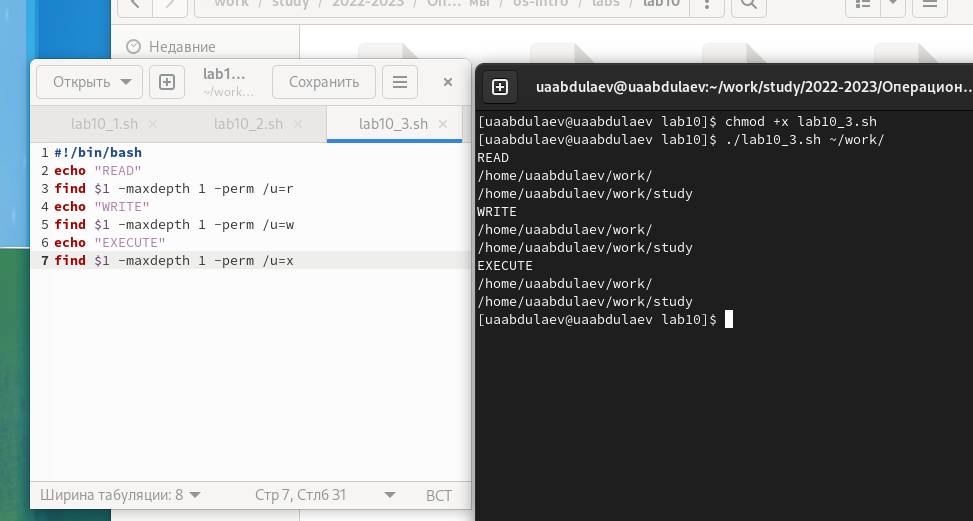 work / study / 2022-2023 / Оп… мы / os-intro / labs / lab10
Недавние
Открыть
lab1…
~/work…
Сохранить
lab10_1.sh
lab10_2.sh
lab10_3.sh
1 #!/bin/bash
2 echo "READ"
3 find $1 -maxdepth 1 -perm /u=r
4 echo "WRITE"
5 find $1 -maxdepth 1 -perm /u=w
6 echo "EXECUTE"
7 find $1 -maxdepth 1 -perm /u=x
Ширина табуляции: 8
Стр 7, Стлб 31
ВСТ
uaabdulaev@uaabdulaev:~/work/study/2022-2023/Операцион…
[uaabdulaev@uaabdulaev lab10]$ chmod +x lab10_3.sh
[uaabdulaev@uaabdulaev lab10]$ ./lab10_3.sh ~/work/
READ
/home/uaabdulaev/work/
/home/uaabdulaev/work/study
WRITE
/home/uaabdulaev/work/
/home/uaabdulaev/work/study
EXECUTE
/home/uaabdulaev/work/
/home/uaabdulaev/work/study
[uaabdulaev@uaabdulaev lab10]$